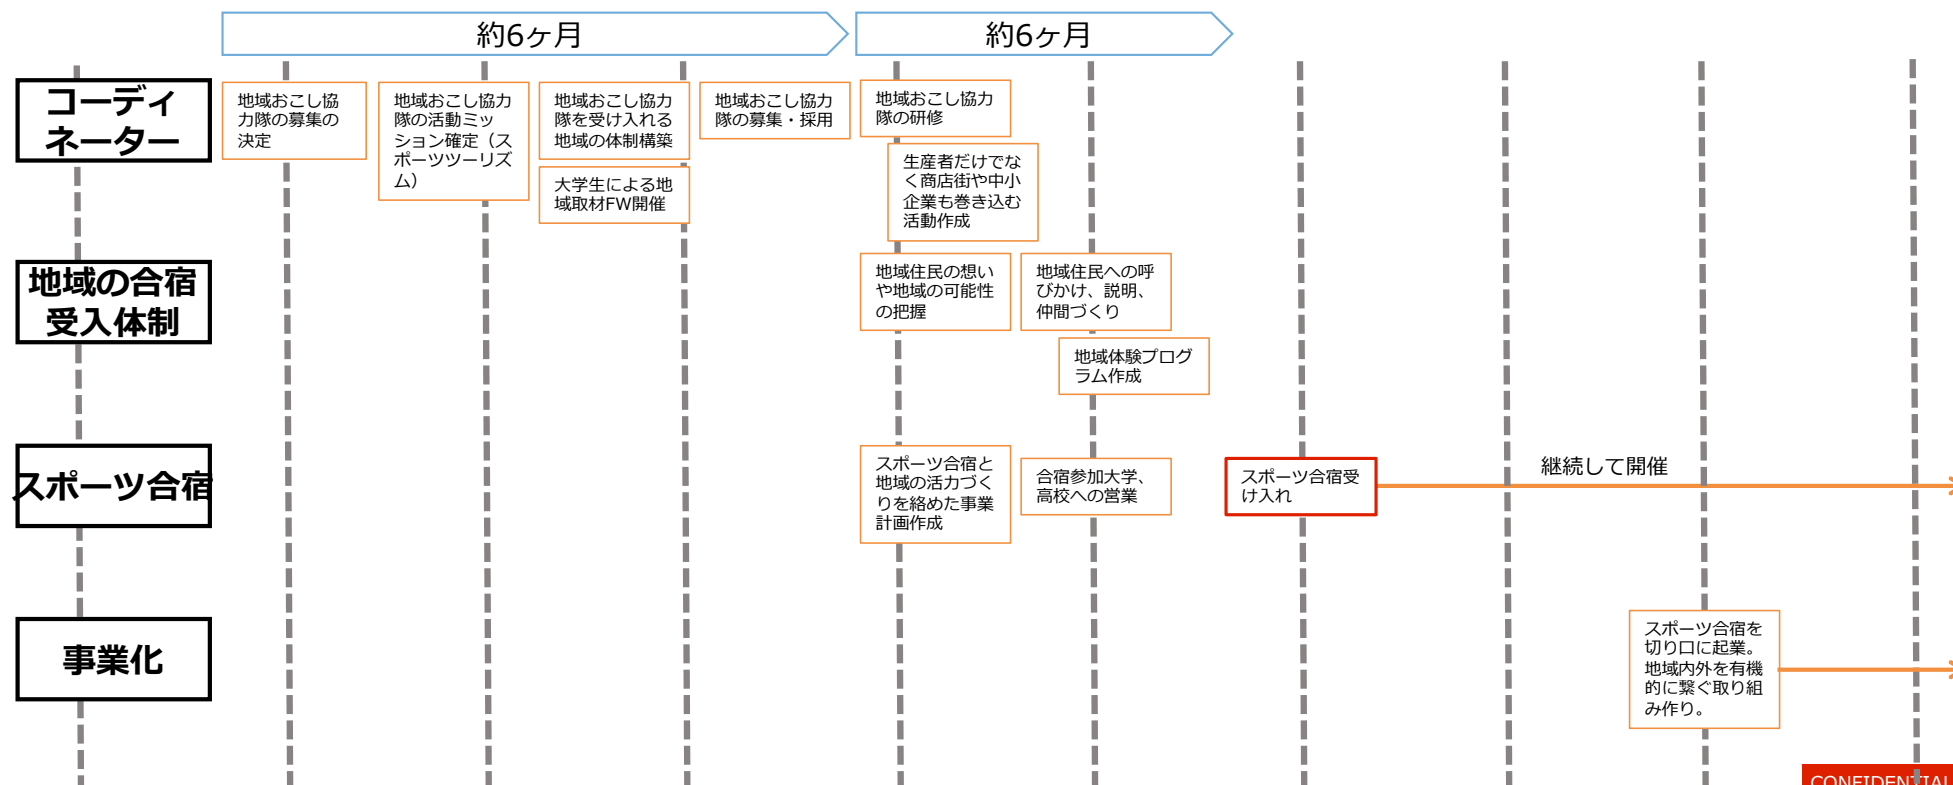 約6ヶ月
約6ヶ月
コーディ
ネーター
地域おこし協
力隊の募集の
決定
地域おこし協力
隊の活動ミッ
ション確定（ス
ポーツツーリズ
ム）
地域おこし協力
隊を受け入れる
地域の体制構築
大学生による地
域取材FW開催
地域おこし協力
隊の募集・採用
地域おこし協力
隊の研修
生産者だけでな
く商店街や中小
企業も巻き込む
活動作成
地域の合宿
受入体制
地域住民の想い
や地域の可能性
の把握
地域住民への呼
びかけ、説明、
仲間づくり
地域体験プログ
ラム作成
スポーツ合宿
スポーツ合宿と
地域の活力づく
りを絡めた事業
計画作成
合宿参加大学、
高校への営業
スポーツ合宿受
け入れ
継続して開催
事業化
スポーツ合宿を
切り口に起業。
地域内外を有機
的に繋ぐ取り組
み作り。
CONFIDENTIAL